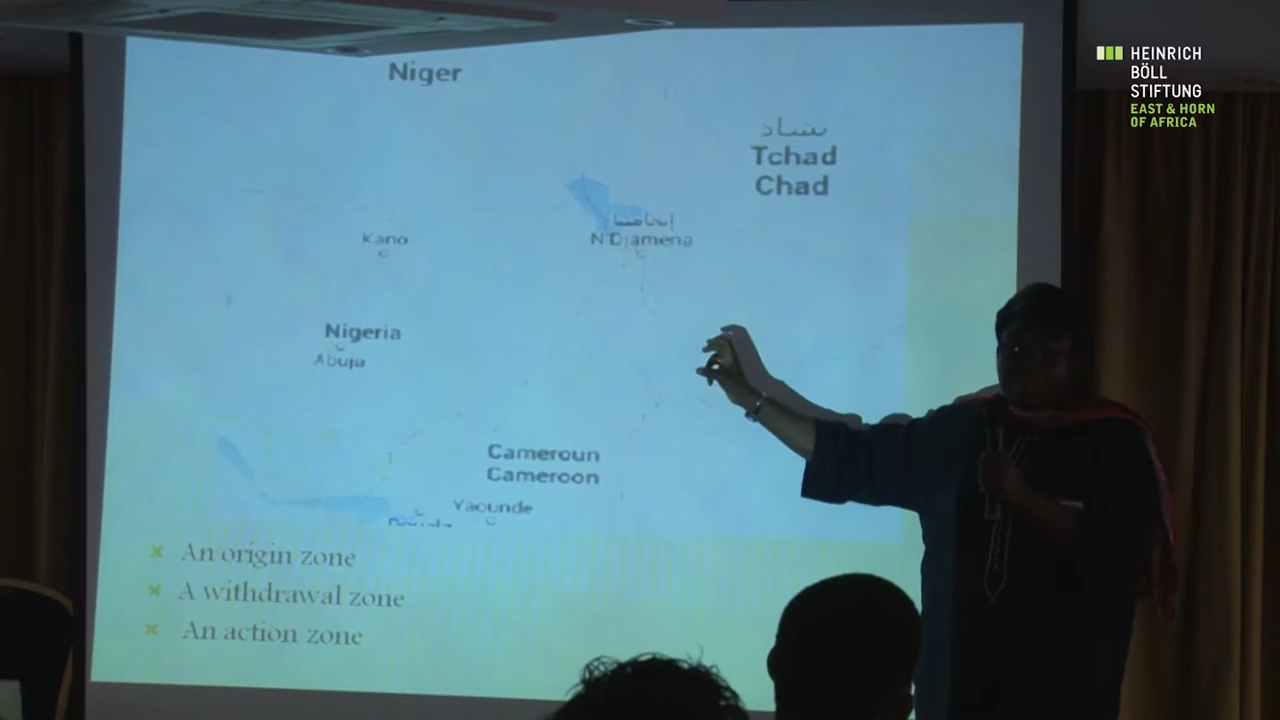 Niger
تشاد
Tchad
Chad
إنجامينا
N'Djamena
Kano
Nigeria
Abuja
Cameroun
Cameroon
Yaounde
An origin zone
A withdrawal zone
An action zone
HEINRICH
BÖLL
STIFTUNG
EAST & HORN
OF AFRICA